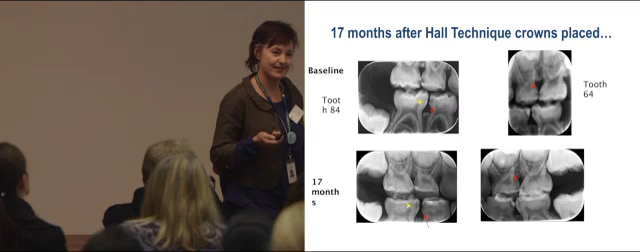 17 months after Hall Technique crowns placed…
Baseline
Toot
h 84
Tooth
64
17
month
s